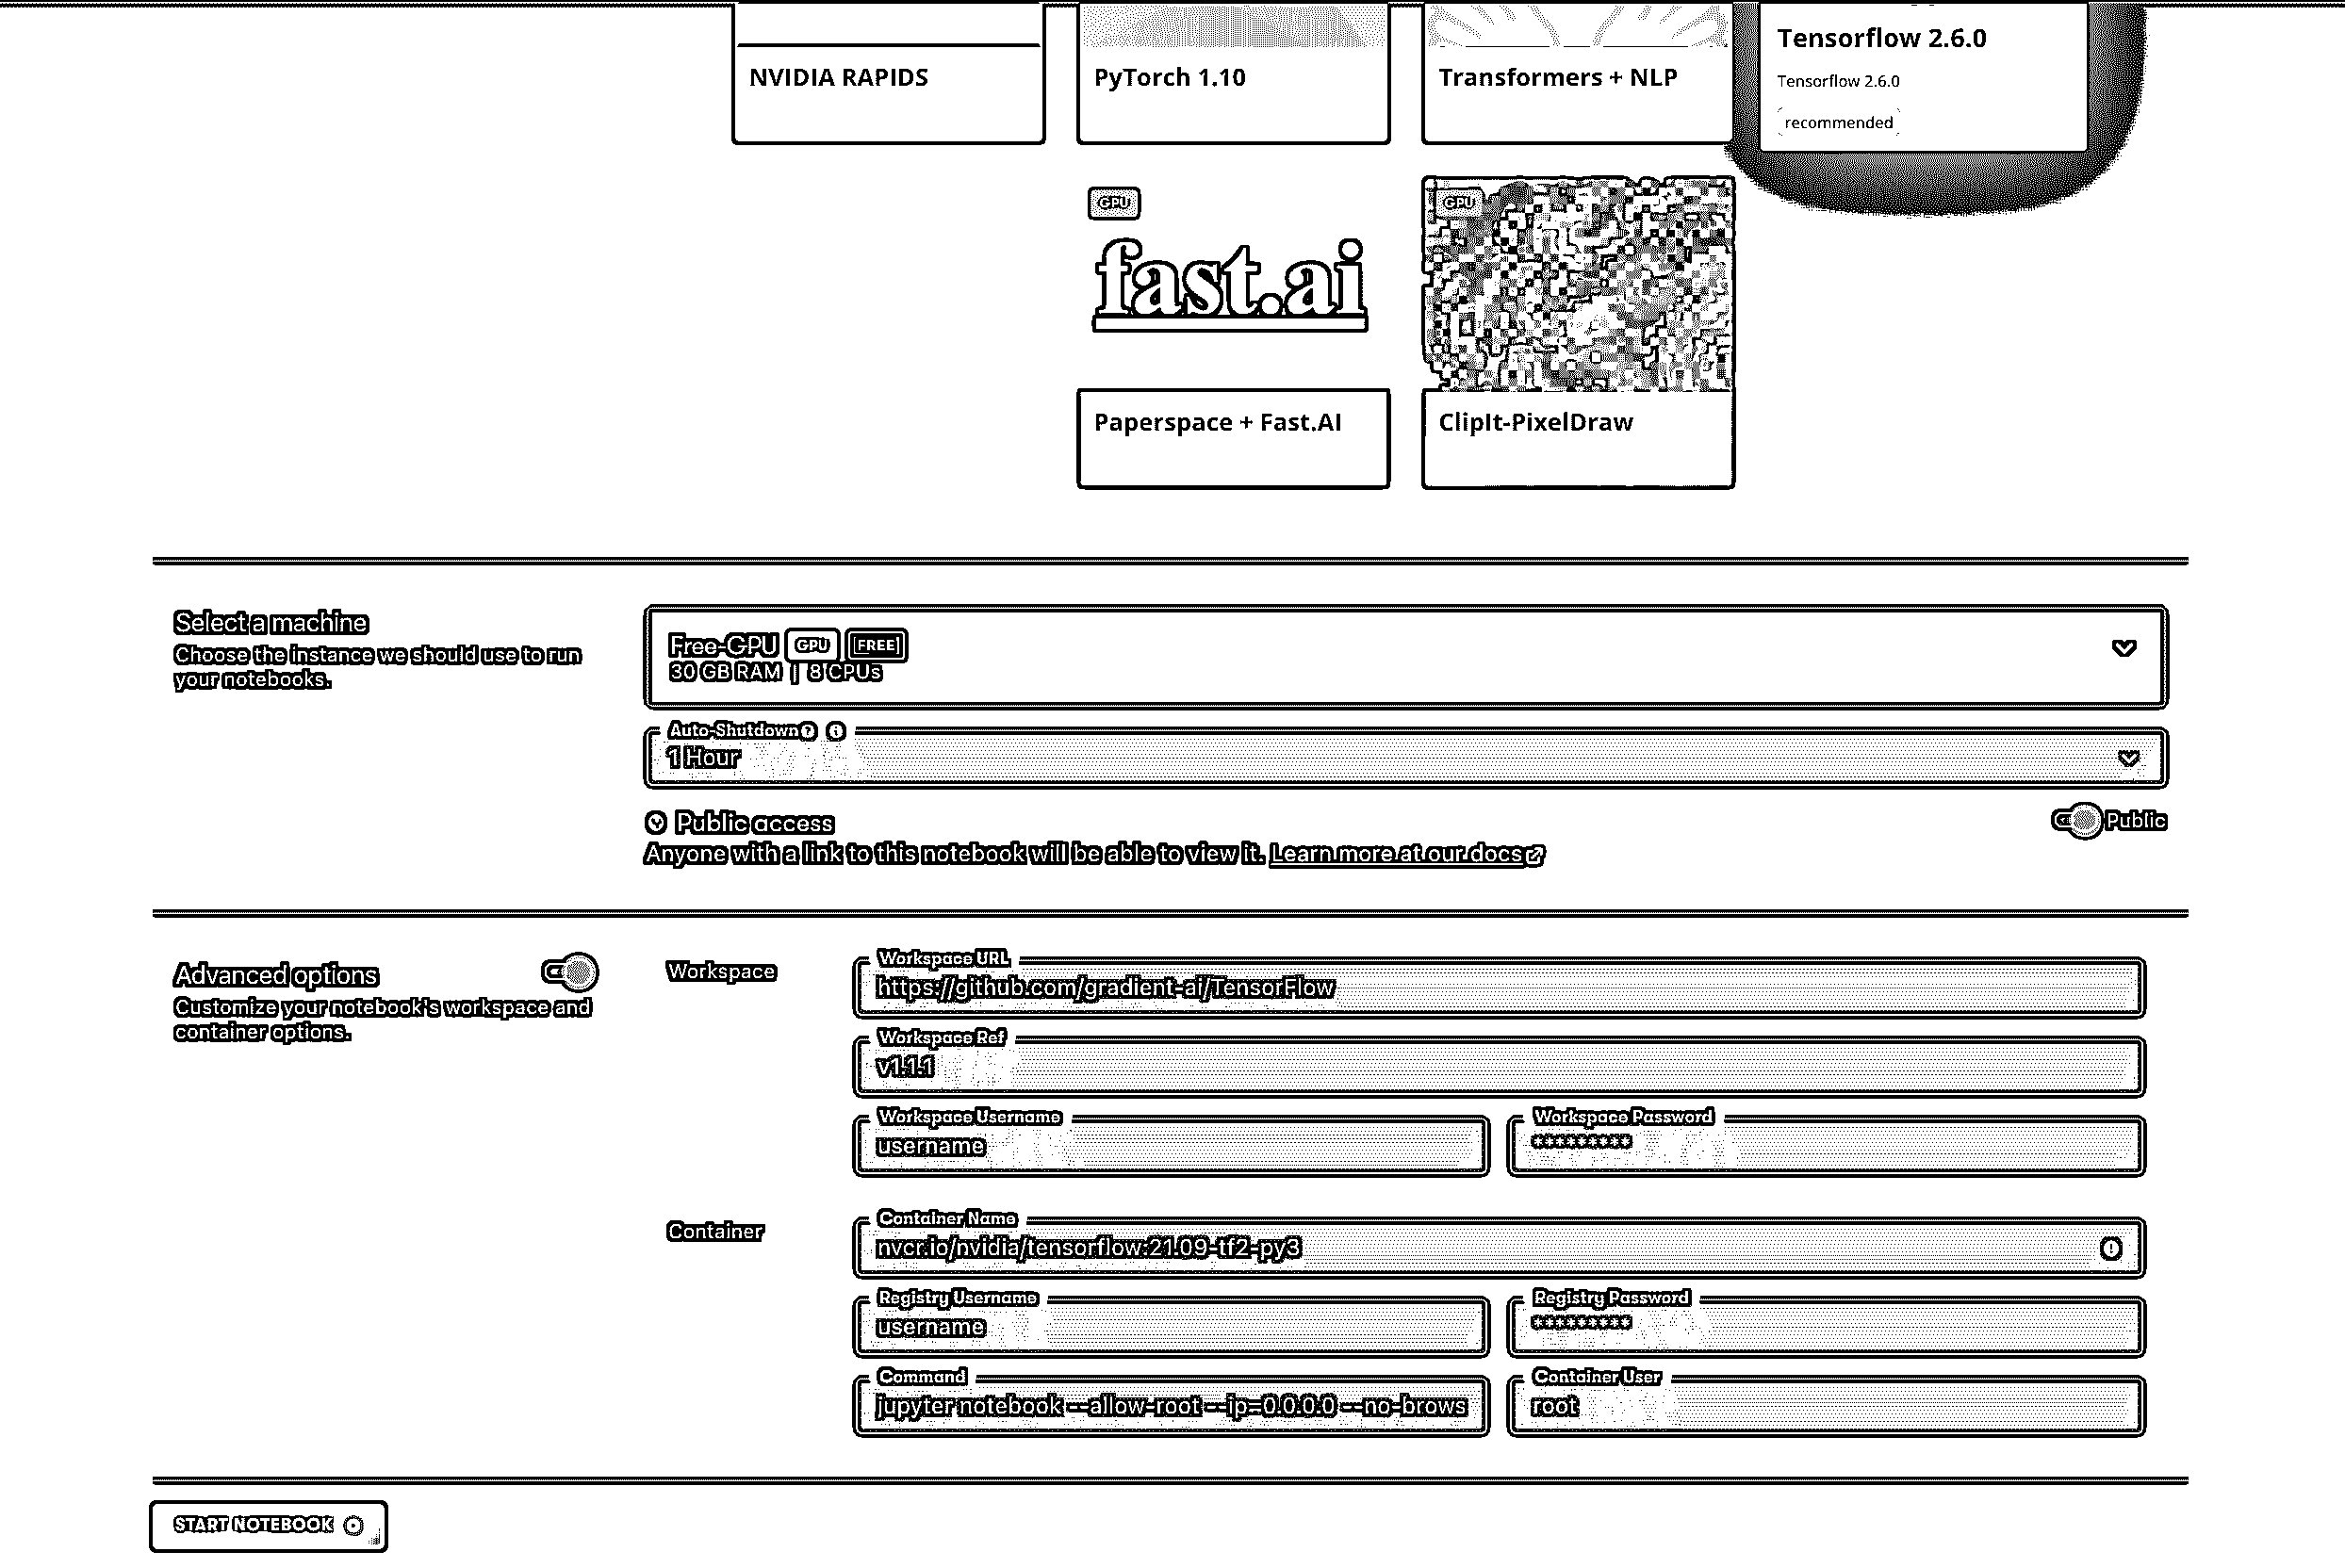 NVIDIA RAPIDS
PyTorch 1.10
Transformers + NLP
Tensorflow 2.6.0
Tensorflow 2.6.0
recommended
GPU
fast.ai
Paperspace + Fast.AI
GPU
ClipIt-PixelDraw
Select a machine
Choose the instance we should use to run
your notebooks.
Free-GPU GPU FREE
30 GB RAM | 8 CPUs
Auto-Shutdown
1 Hour
Public access
Public
Anyone with a link to this notebook will be able to view it. Learn more at our docs
Advanced options
Customize your notebook's workspace and
container options.
Workspace
Workspace URL
https://github.com/gradient-ai/TensorFlow
Workspace Ref
v1.1.1
Workspace Username
username
Workspace Password
*********
Container
Container Name
nvcr.io/nvidia/tensorflow:21.09-tf2-py3
Registry Username
username
Registry Password
*********
Command
jupyter notebook --allow-root --ip=0.0.0.0 --no-brows
Container User
root
START NOTEBOOK